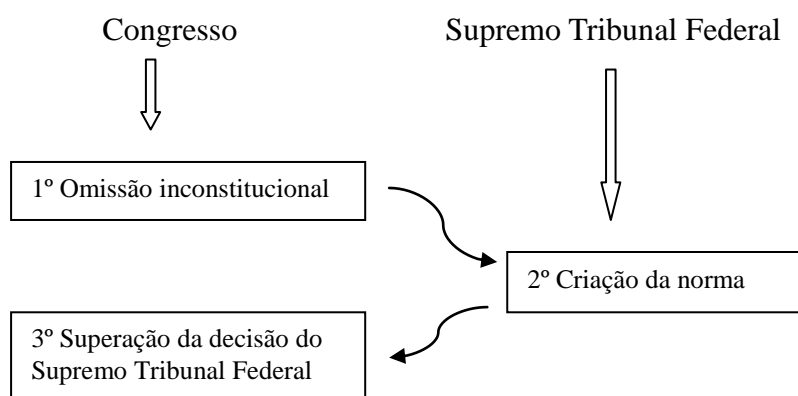 Congresso
Supremo Tribunal Federal
1º Omissão inconstitucional
2º Criação da norma
3º Superação da decisão do
Supremo Tribunal Federal